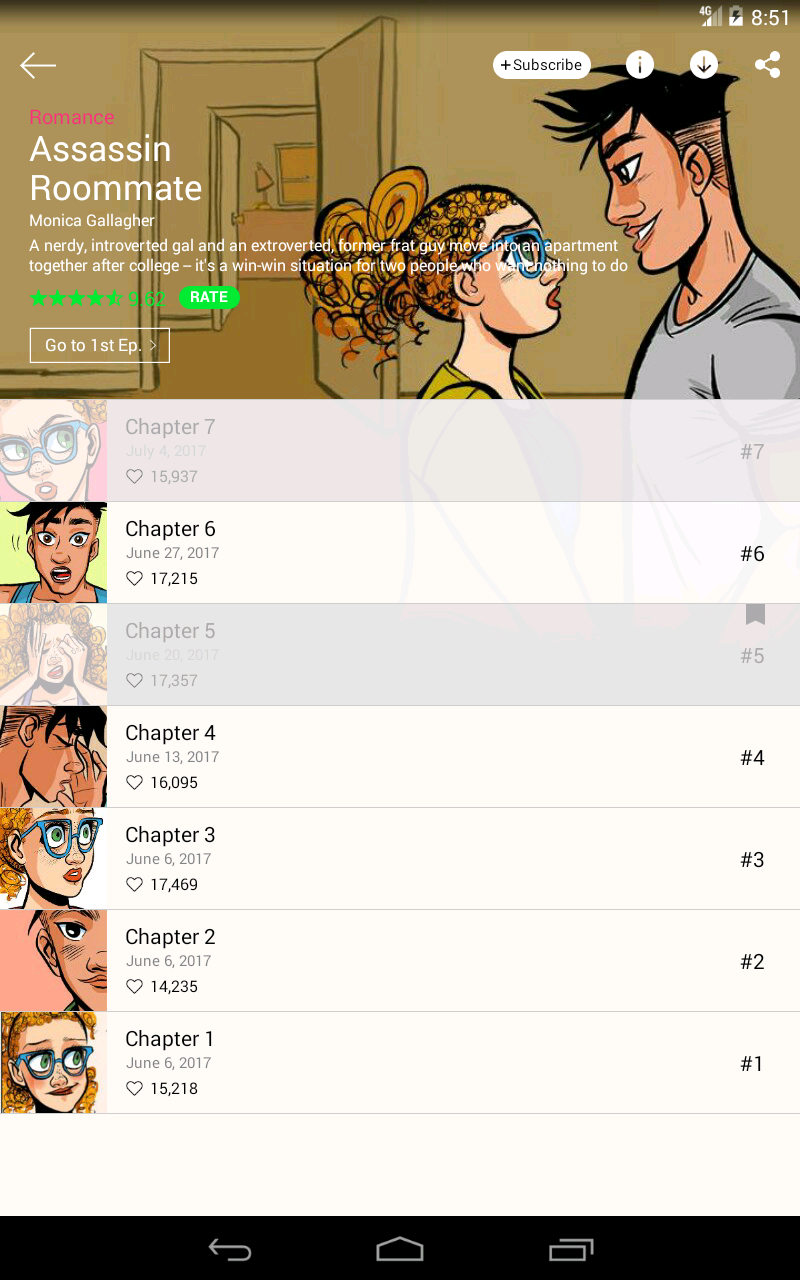 4G 8:51
+Subscribe
Romance
Assassin
Roommate
Monica Gallagher
A nerdy, introverted gal and an extroverted, former frat guy move into an apartment
together after college – it's a win-win situation for two people who want nothing to do
9.62 RATE
Go to 1st Ep. >
Chapter 7
July 4, 2017
15,937
#7
Chapter 6
June 27, 2017
17,215
#6
Chapter 5
June 20, 2017
17,357
#5
Chapter 4
June 13, 2017
16,095
#4
Chapter 3
June 6, 2017
17,469
#3
Chapter 2
June 6, 2017
14,235
#2
Chapter 1
June 6, 2017
15,218
#1